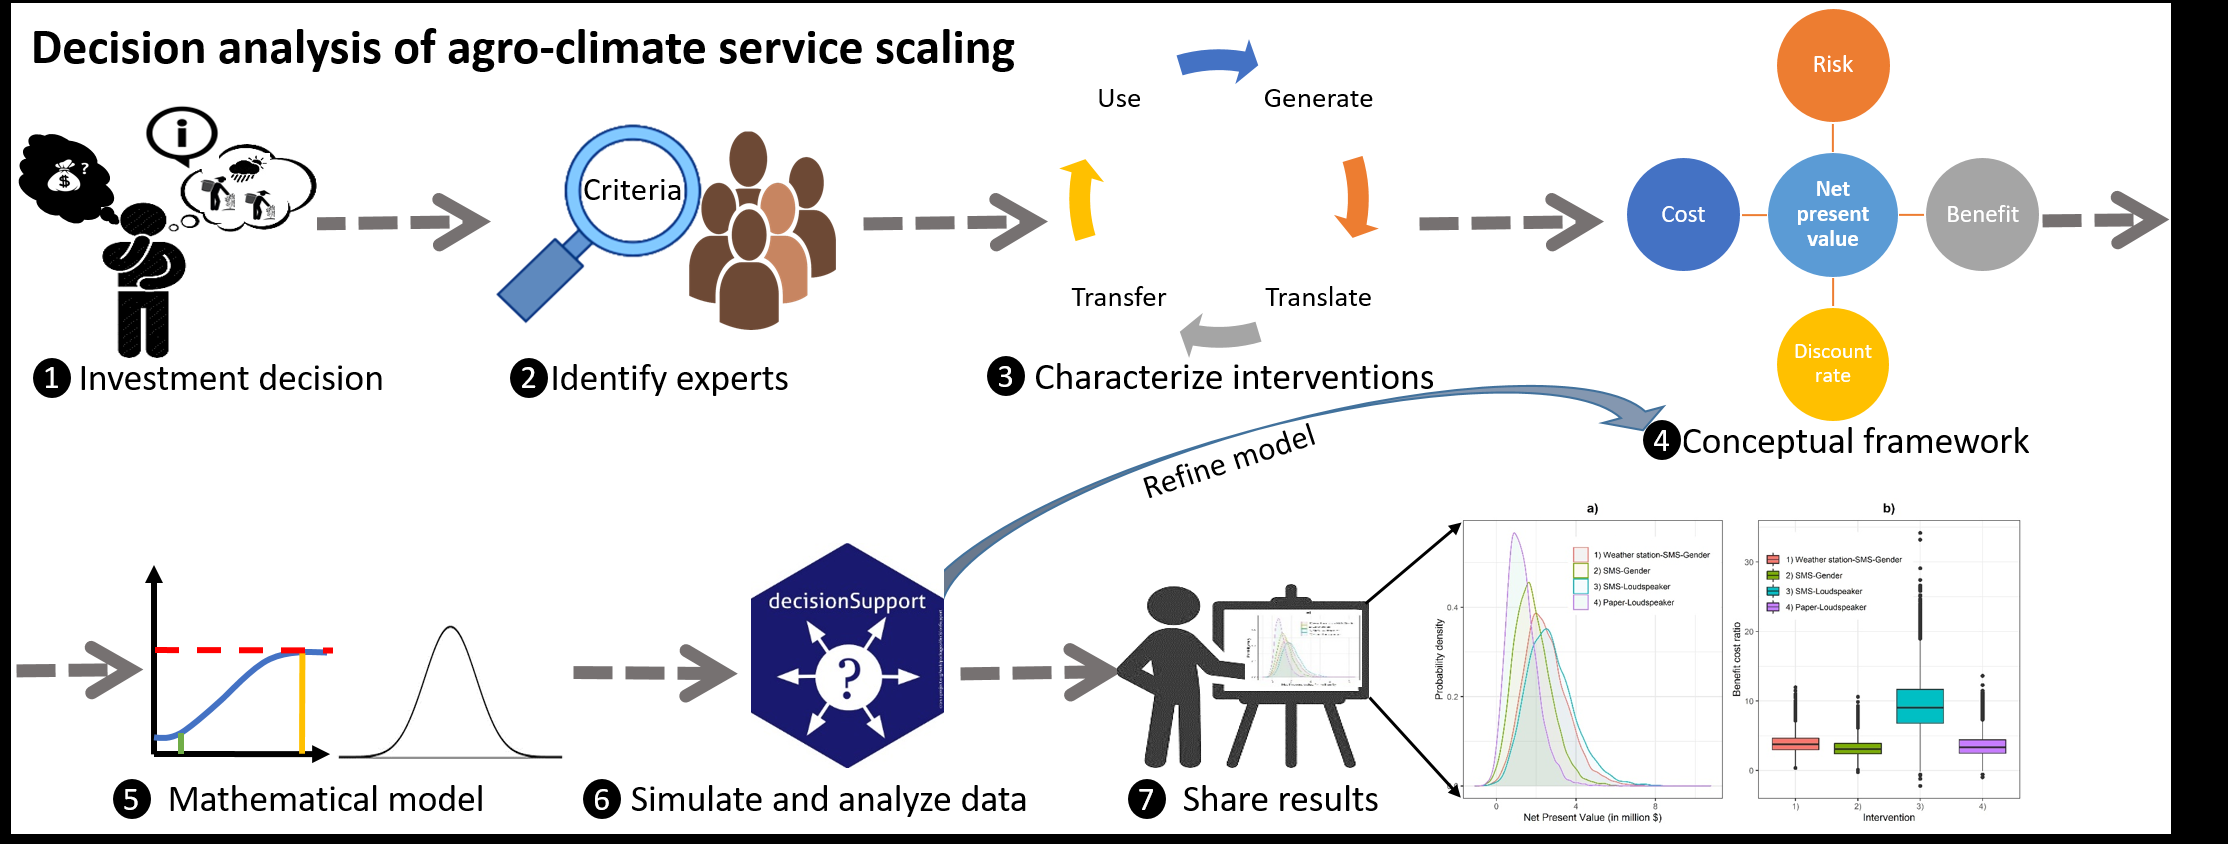 Decision analysis of agro-climate service scaling
$ ?
i
1 Investment decision
Criteria
2 Identify experts
Use
Generate
Transfer
Translate
3 Characterize interventions
Risk
Cost
Net
present
value
Benefit
Discount
rate
4 Conceptual framework
Refine model
5 Mathematical model
decisionSupport
?
6 Simulate and analyze data
7 Share results
a)
1) Weather station-SMS-Gender
2) SMS-Gender
3) SMS-Loudspeaker
4) Paper-Loudspeaker
Probability density
0.4
0.2
0 4 8
Net Present Value (in million $)
b)
1) Weather station-SMS-Gender
2) SMS-Gender
3) SMS-Loudspeaker
4) Paper-Loudspeaker
Benefit cost ratio
30
20
10
0
1) 2) 3) 4)
Intervention